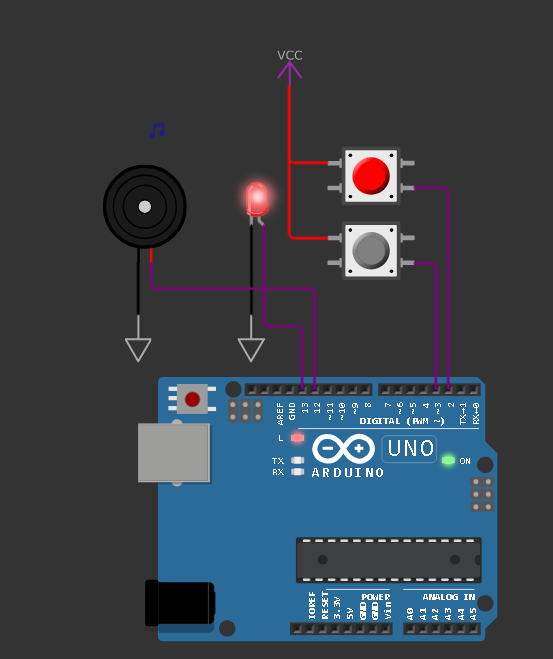 VCC
AREF
GND
13
12
~11
~10
~9
8
7
~6
~5
4
~3
2
TX→1
RX←0
DIGITAL (PWM ~)
L
TX
RX
UNO
ON
ARDUINO
IOREF
RESET
3.3V
5V
GND
GND
Vin
POWER
ANALOG IN
A0
A1
A2
A3
A4
A5